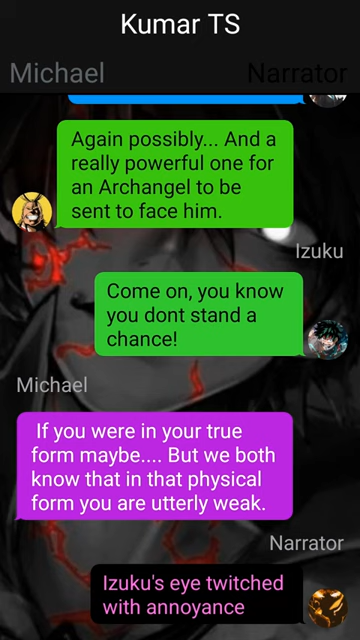 Kumar TS
Michael
Narrator
Again possibly... And a
really powerful one for
an Archangel to be
sent to face him.
Izuku
Come on, you know
you dont stand a
chance!
Michael
If you were in your true
form maybe.... But we both
know that in that physical
form you are utterly weak.
Narrator
Izuku's eye twitched
with annoyance